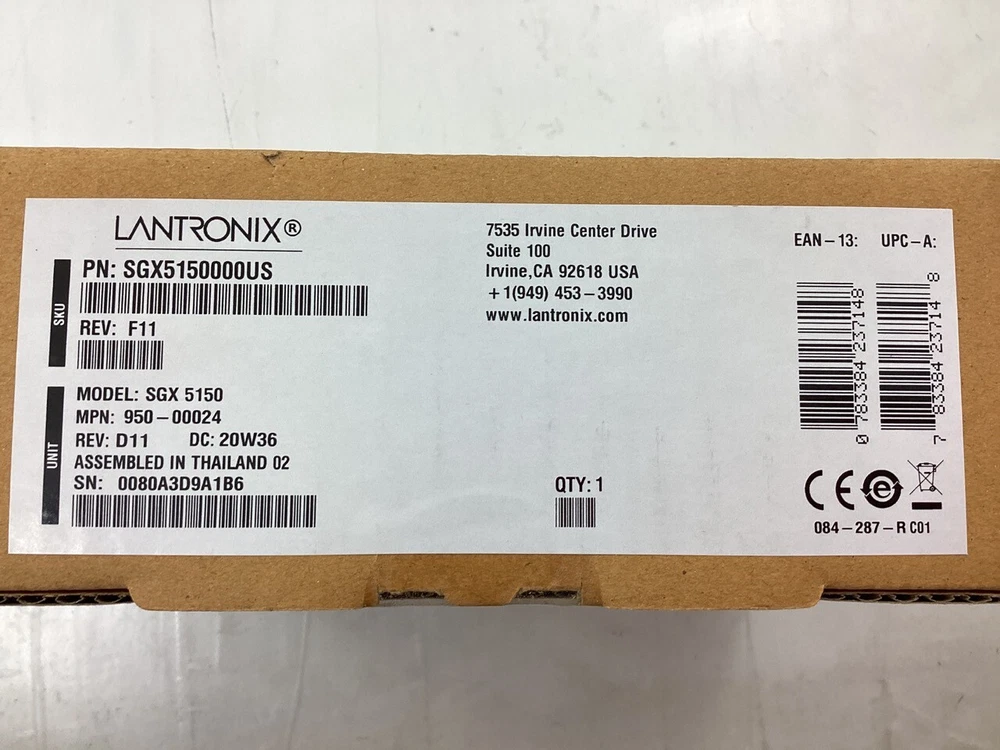 LANTRONIX®
PN: SGX5150000US
SKU
REV: F11
MODEL: SGX 5150
MPN: 950-00024
REV: D11 DC: 20W36
UNIT
ASSEMBLED IN THAILAND 02
SN: 0080A3D9A1B6
7535 Irvine Center Drive
Suite 100
Irvine,CA 92618 USA
+1(949) 453-3990
www.lantronix.com
QTY: 1
EAN-13: UPC-A:
0 783384 237148
7 83384 23714 8
CE
084-287-R C01